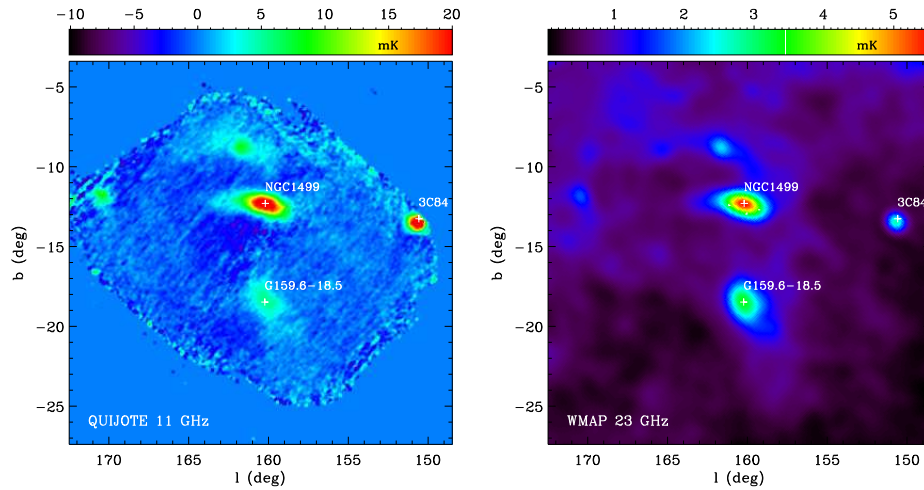 −10 −5 0 5 10 15 20
mK
−5
−10
−15
−20
−25
b (deg)
NGC1499
3C84
G159.6−18.5
QUIJOTE 11 GHz
170 165 160 155 150
l (deg)
1 2 3 4 5
mK
−5
−10
−15
−20
−25
b (deg)
NGC1499
3C84
G159.6−18.5
WMAP 23 GHz
170 165 160 155 150
l (deg)